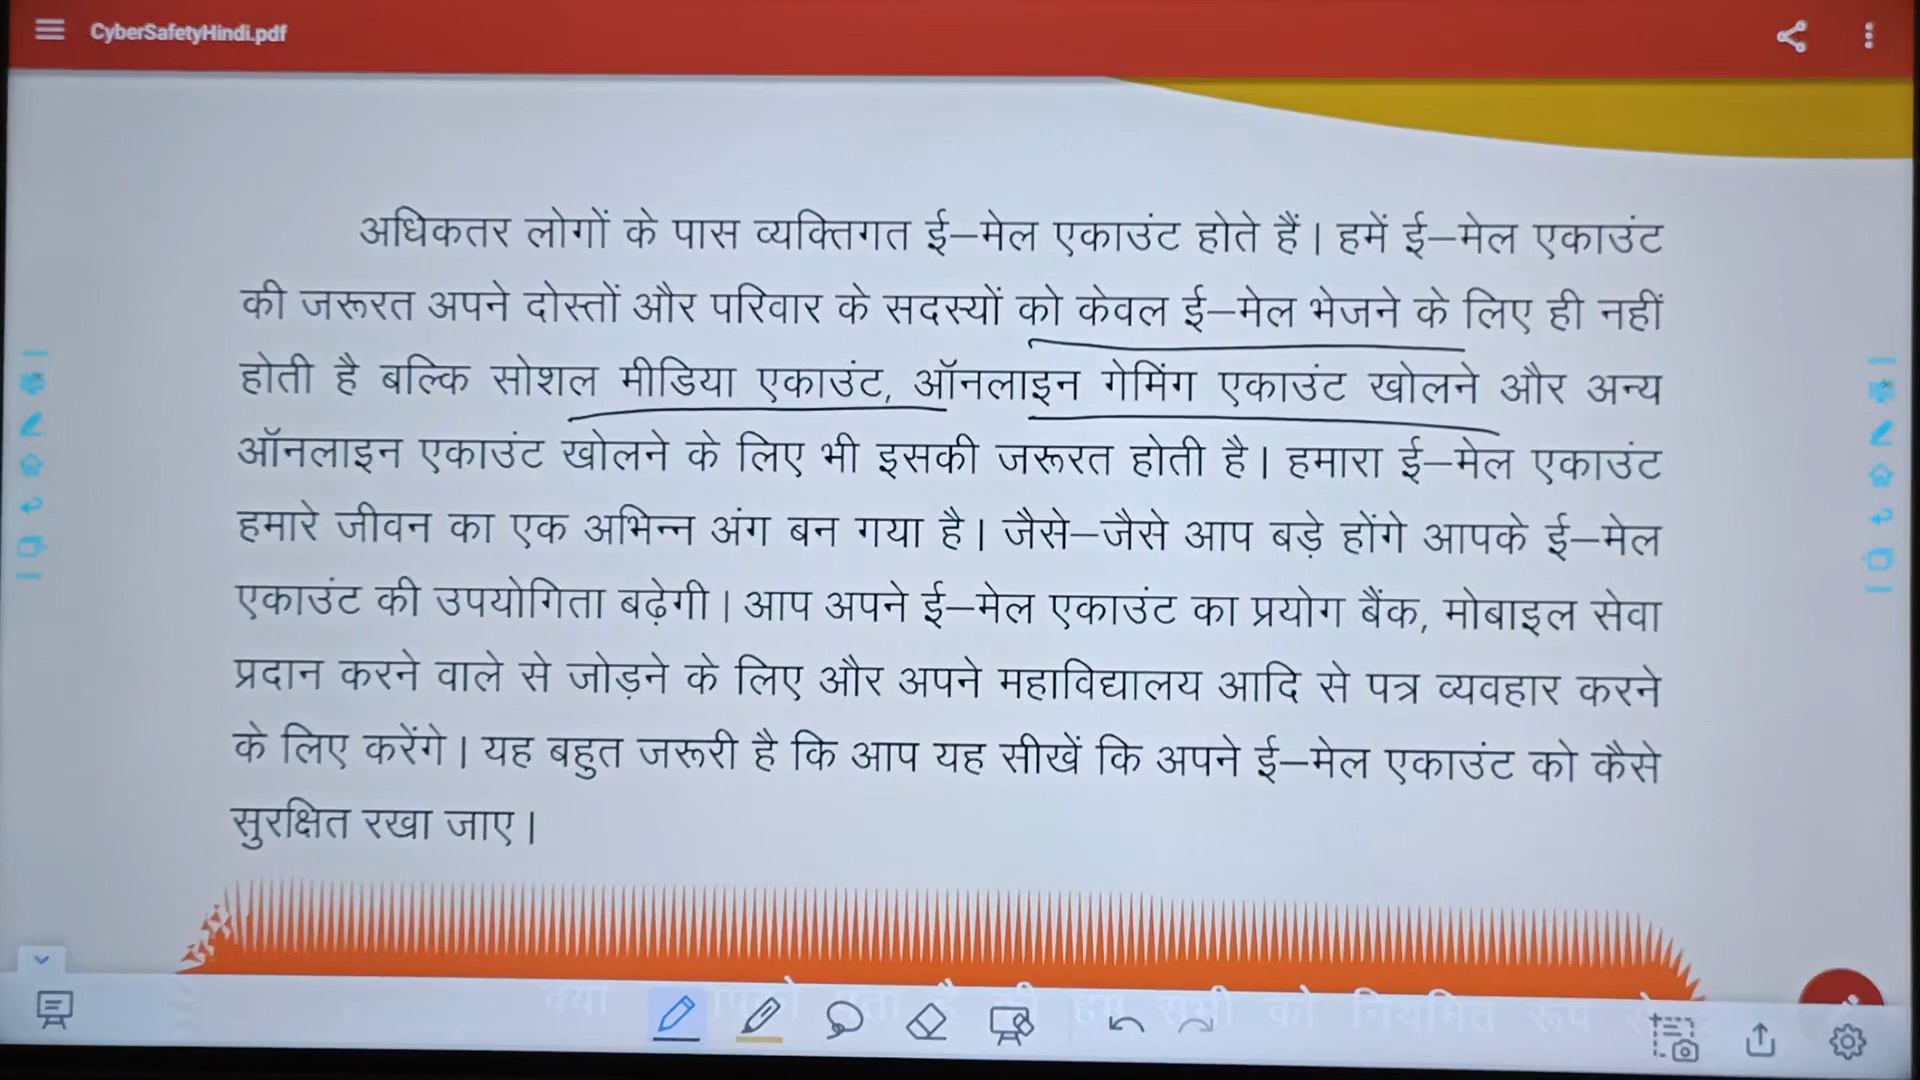 CyberSafetyHindi.pdf
अधिकतर लोगों के पास व्यक्तिगत ई–मेल एकाउंट होते हैं। हमें ई–मेल एकाउंट
की जरूरत अपने दोस्तों और परिवार के सदस्यों को केवल ई–मेल भेजने के लिए ही नहीं
होती है बल्कि सोशल मीडिया एकाउंट, ऑनलाइन गेमिंग एकाउंट खोलने और अन्य
ऑनलाइन एकाउंट खोलने के लिए भी इसकी जरूरत होती है। हमारा ई–मेल एकाउंट
हमारे जीवन का एक अभिन्न अंग बन गया है। जैसे–जैसे आप बड़े होंगे आपके ई–मेल
एकाउंट की उपयोगिता बढ़ेगी। आप अपने ई–मेल एकाउंट का प्रयोग बैंक, मोबाइल सेवा
प्रदान करने वाले से जोड़ने के लिए और अपने महाविद्यालय आदि से पत्र व्यवहार करने
के लिए करेंगे। यह बहुत जरूरी है कि आप यह सीखें कि अपने ई–मेल एकाउंट को कैसे
सुरक्षित रखा जाए।
क्या है की हम सभी को नियमित रूप